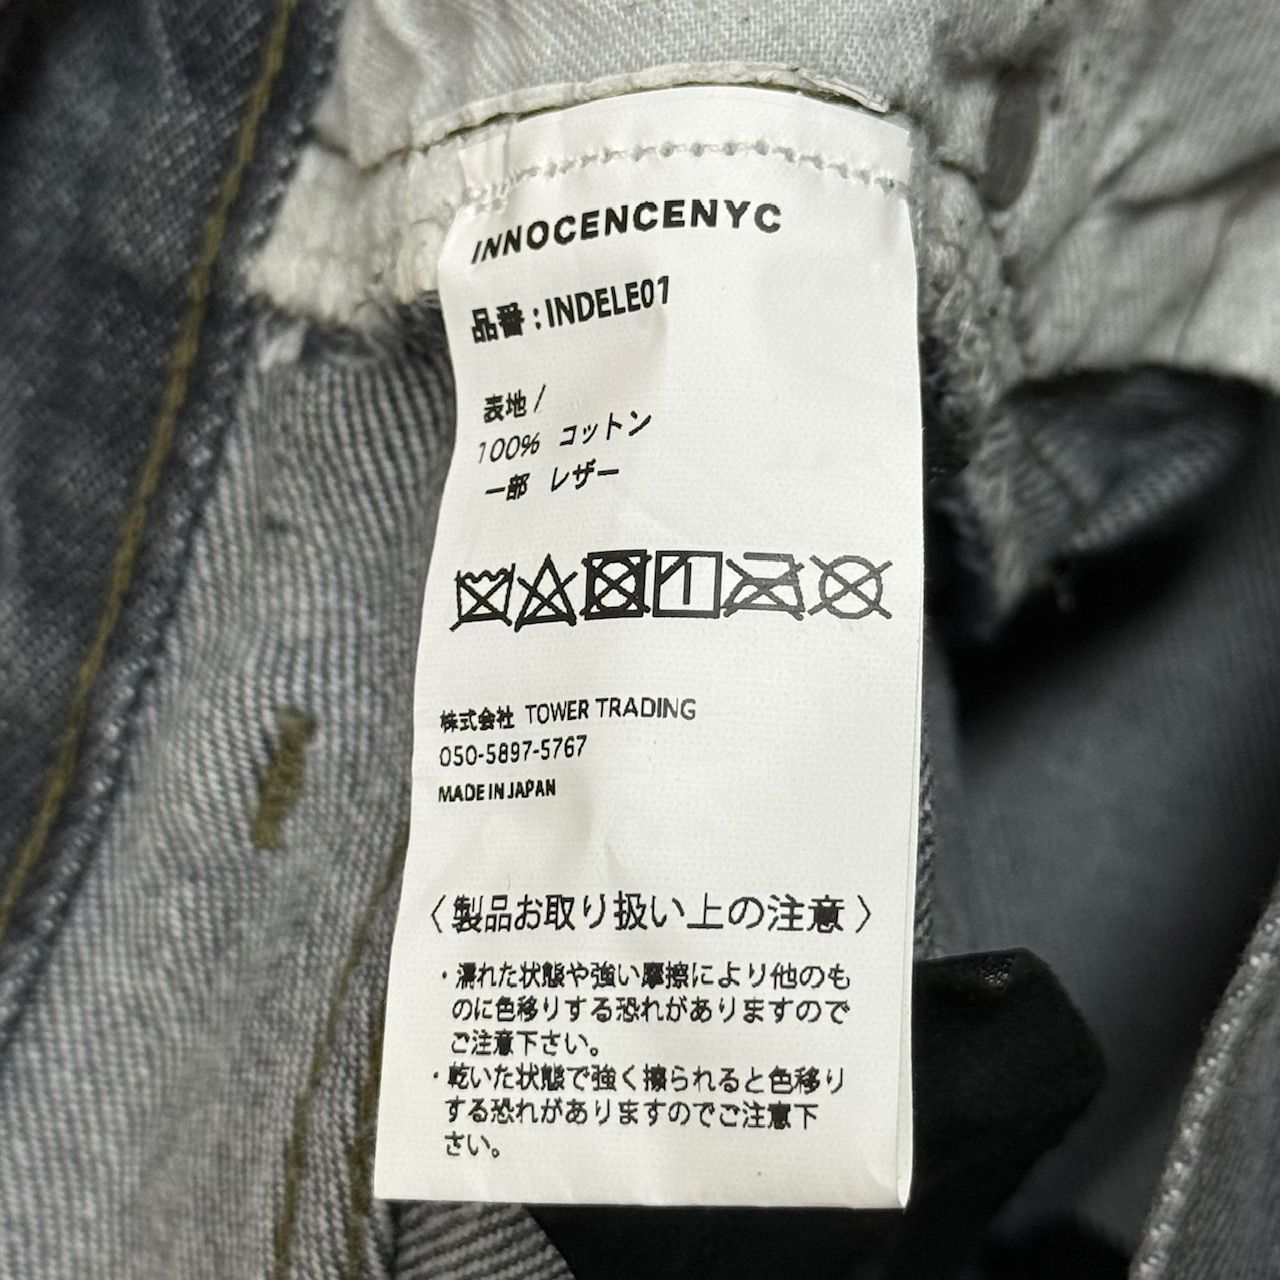 INNOCENCENYC
品番 : INDELE01
表地 /
100% コットン
一部 レザー
株式会社 TOWER TRADING
050-5897-5767
MADE IN JAPAN
〈 製品お取り扱い上の注意 〉
・濡れた状態や強い摩擦により他のも
のに色移りする恐れがありますので
ご注意下さい。
・乾いた状態で強く擦られると色移り
する恐れがありますのでご注意下
さい。